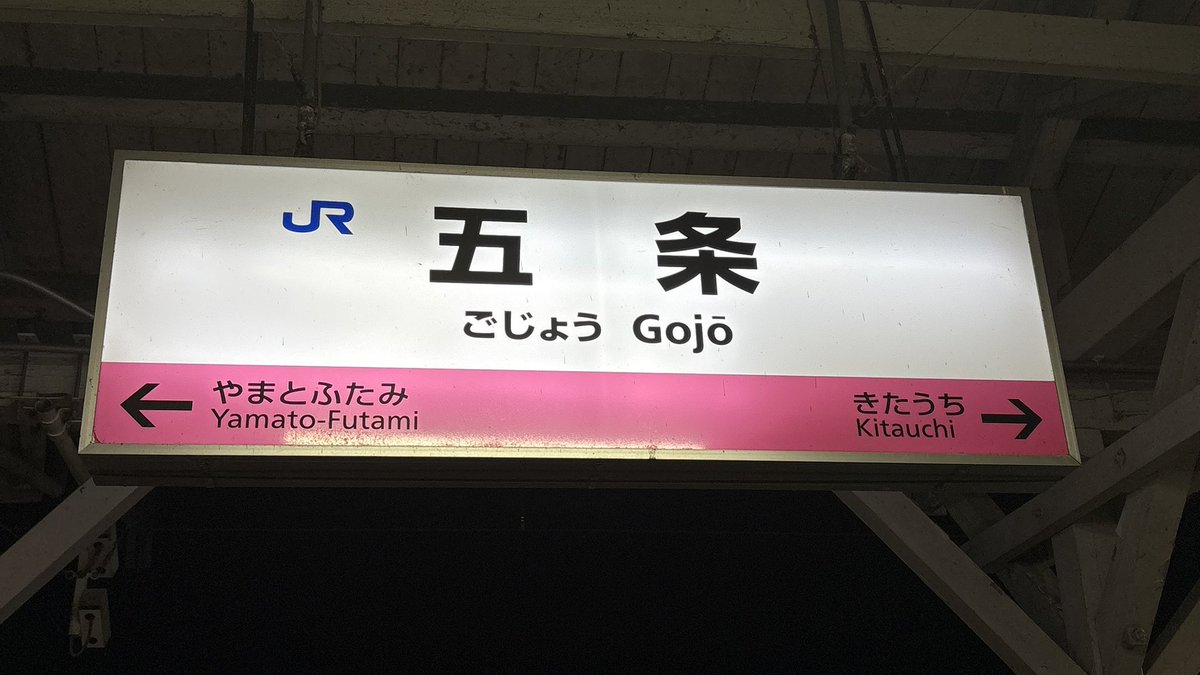 JR 五条
ごじょう Gojō
← やまとふたみ
Yamato-Futami
きたうち →
Kitauchi